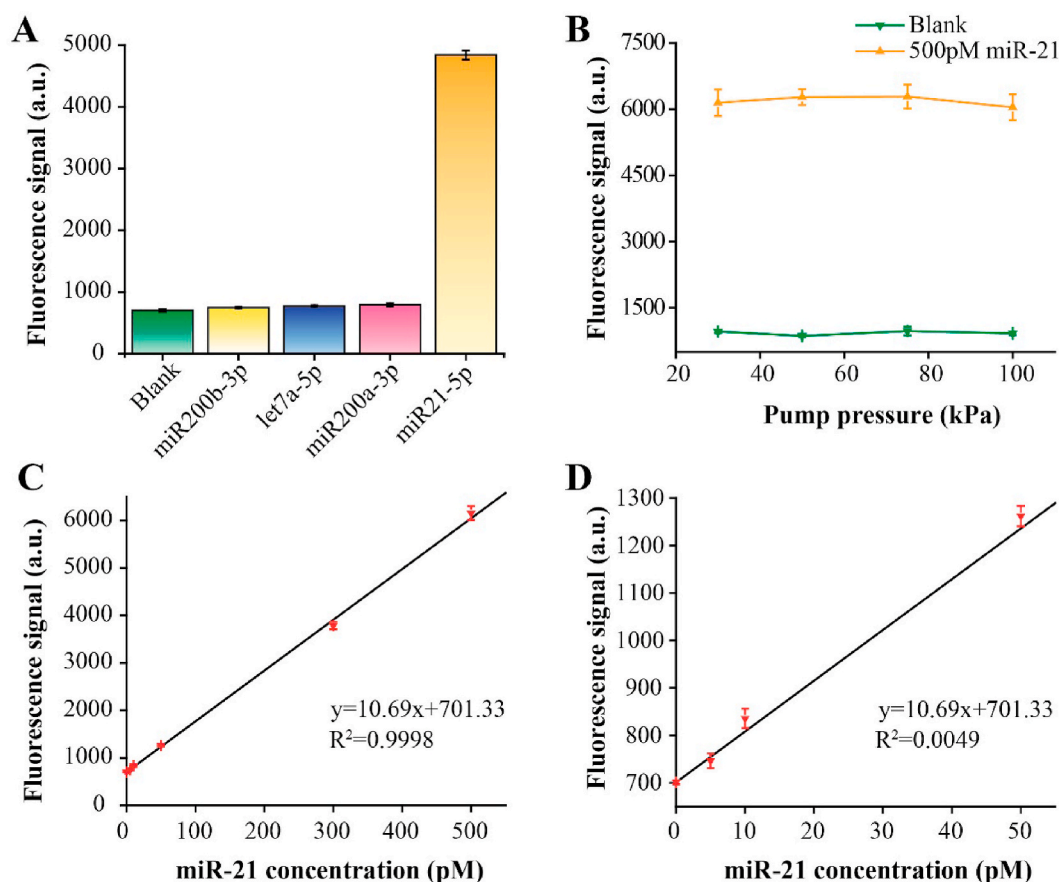 A
Fluorescence signal (a.u.)
5000
4000
3000
2000
1000
0
Blank
miR200b-3p
let7a-5p
miR200a-3p
miR21-5p
B
Blank
500pM miR-21
Fluorescence signal (a.u.)
7500
6000
4500
3000
1500
20 40 60 80 100
Pump pressure (kPa)
C
Fluorescence signal (a.u.)
6000
5000
4000
3000
2000
1000
0
y=10.69x+701.33
R²=0.9998
0 100 200 300 400 500
miR-21 concentration (pM)
D
Fluorescence signal (a.u.)
1300
1200
1100
1000
900
800
700
y=10.69x+701.33
R²=0.0049
0 10 20 30 40 50
miR-21 concentration (pM)